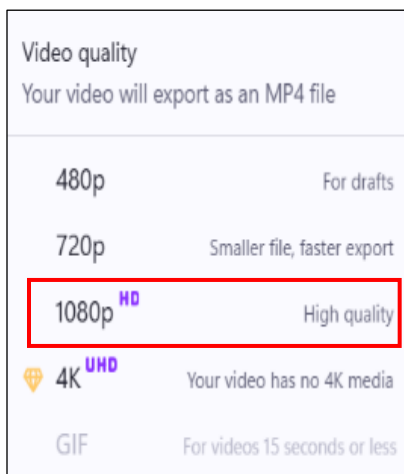 Video quality
Your video will export as an MP4 file
480p For drafts
720p Smaller file, faster export
1080p HD High quality
4K UHD Your video has no 4K media
GIF For videos 15 seconds or less